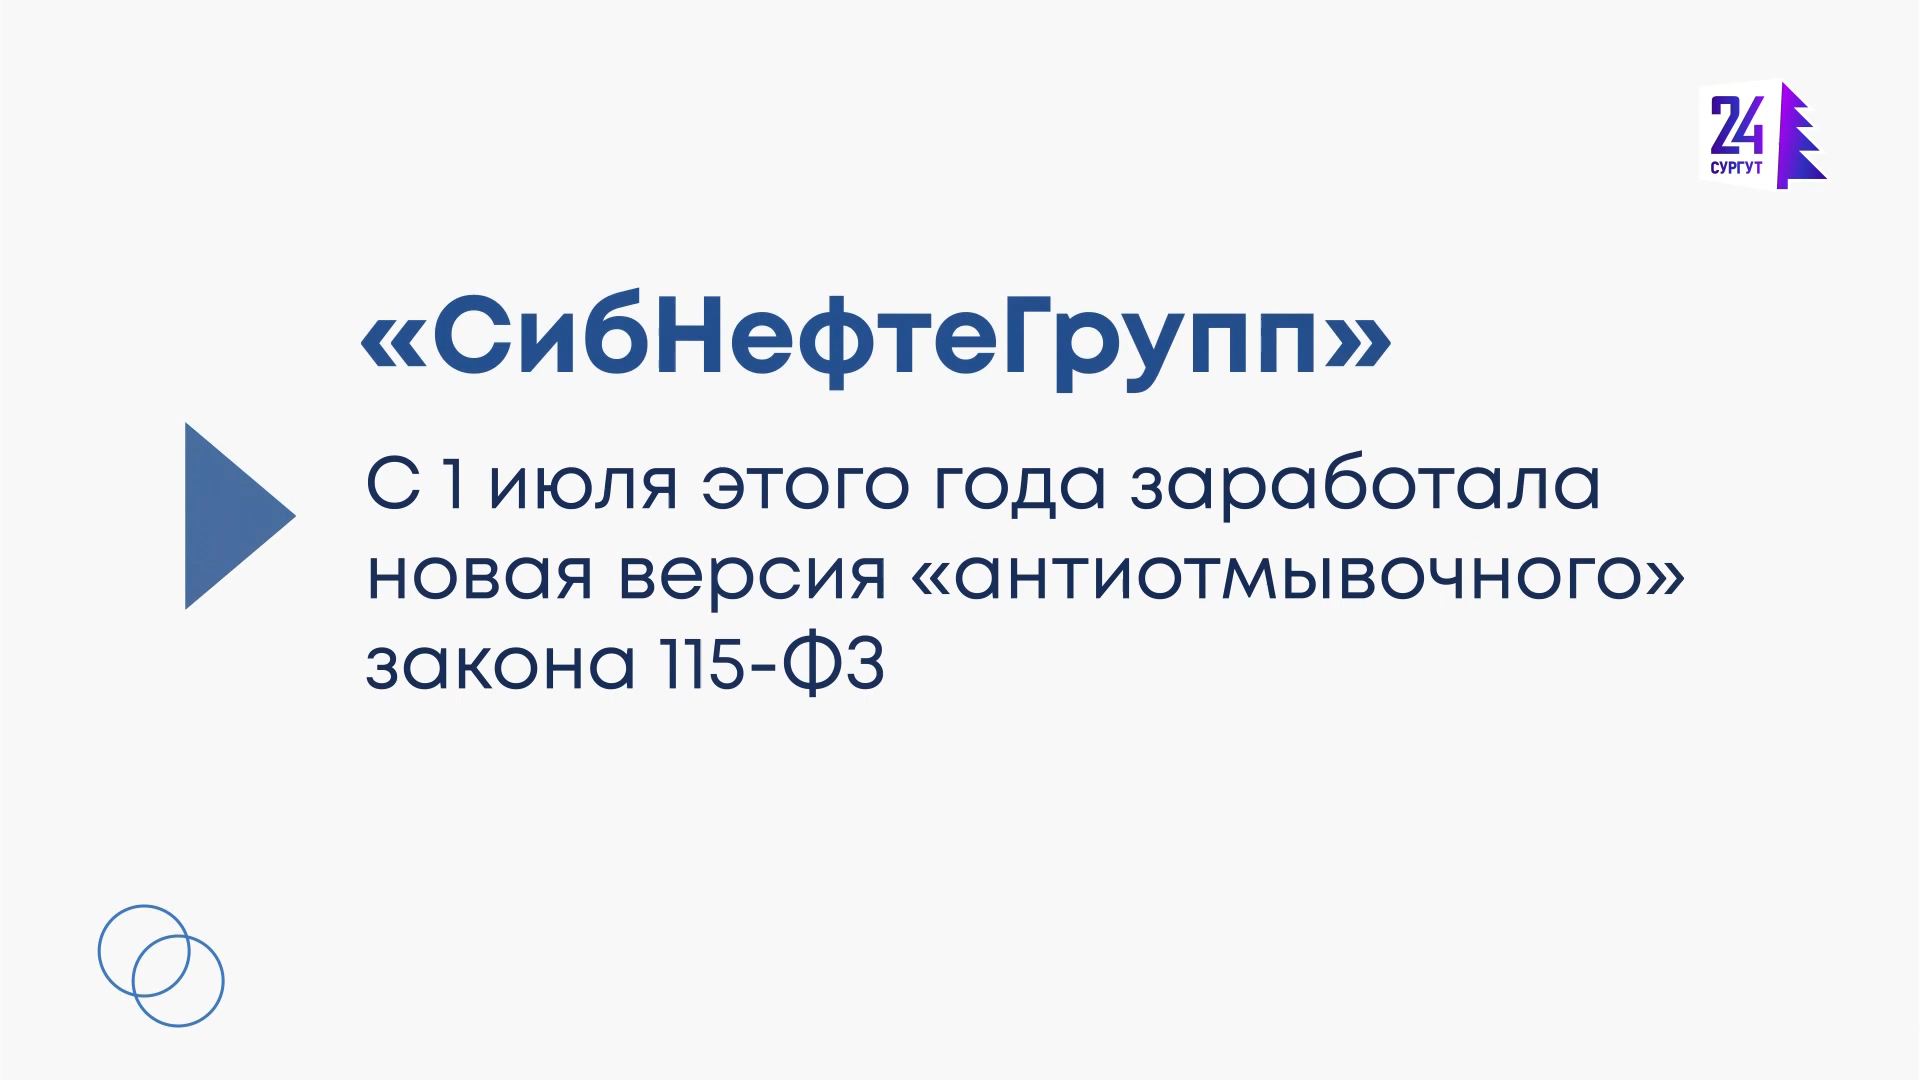 24
СУРГУТ
«СибНефтеГрупп»
С 1 июля этого года заработала
новая версия «антиотмывочного»
закона 115-ФЗ